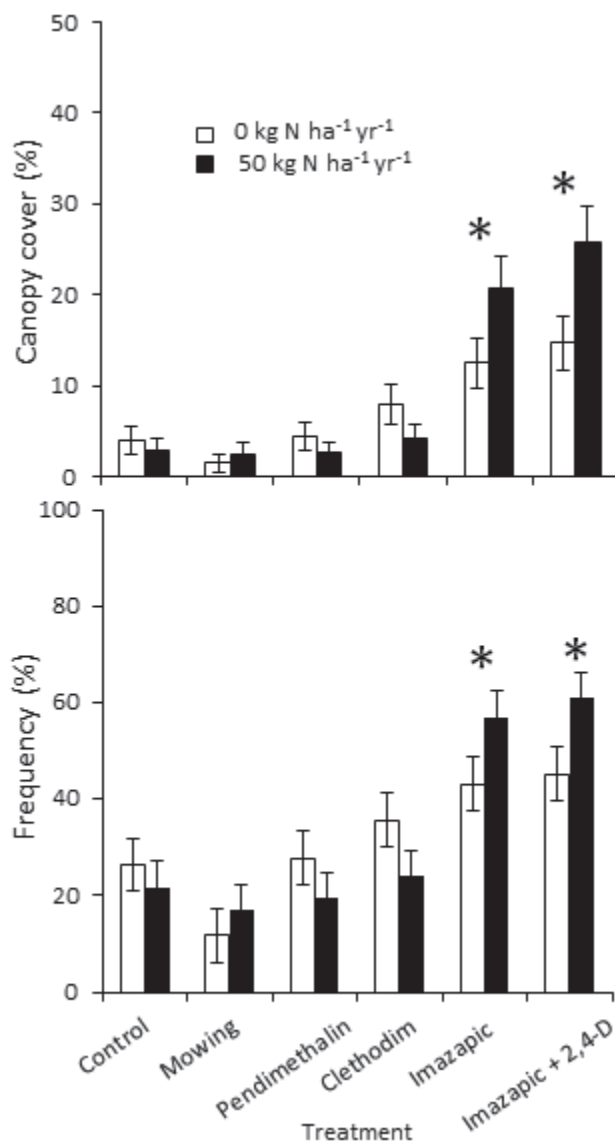 50
40
30
20
10
0
Canopy cover (%)
0 kg N ha⁻¹ yr⁻¹
50 kg N ha⁻¹ yr⁻¹
*
*
100
80
60
40
20
0
Frequency (%)
*
*
Control
Mowing
Pendimethalin
Clethodim
Imazapic
Imazapic + 2,4-D
Treatment